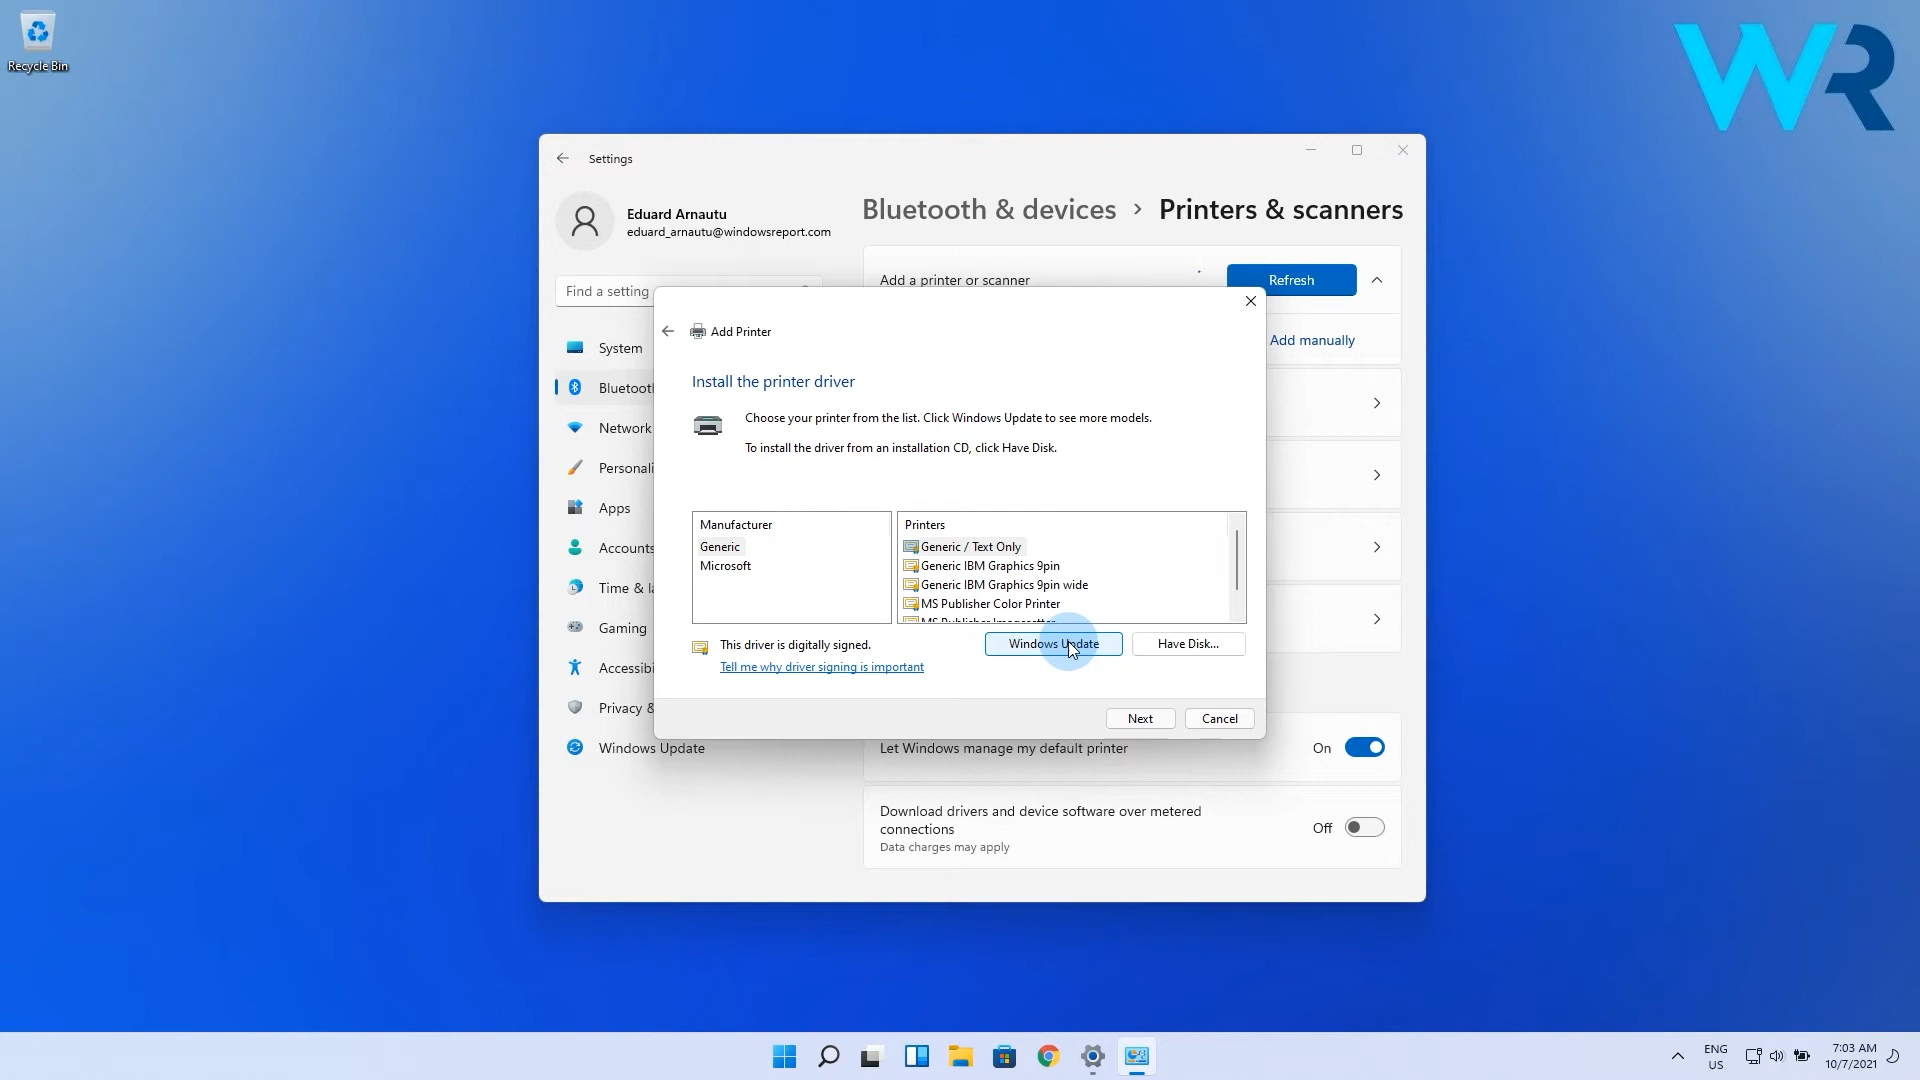 Recycle Bin
WR
Settings
Eduard Arnautu
eduard_arnautu@windowsreport.com
Find a setting
System
Bluetoot
Network
Personali
Apps
Accounts
Time & la
Gaming
Accessibi
Privacy &
Windows Update
Bluetooth & devices › Printers & scanners
Add a printer or scanner
Refresh
Add manually
Add Printer
Install the printer driver
Choose your printer from the list. Click Windows Update to see more models.
To install the driver from an installation CD, click Have Disk.
Manufacturer
Generic
Microsoft
Printers
Generic / Text Only
Generic IBM Graphics 9pin
Generic IBM Graphics 9pin wide
MS Publisher Color Printer
MS Publisher Imagesetter
This driver is digitally signed.
Tell me why driver signing is important
Windows Update
Have Disk...
Next
Cancel
Let Windows manage my default printer
On
Download drivers and device software over metered
connections
Data charges may apply
Off
ENG
US
7:03 AM
10/7/2021